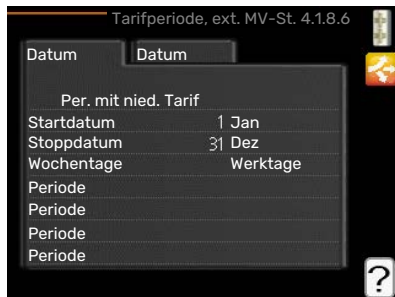 Tarifperiode, ext. MV-St. 4.1.8.6
Datum Datum
Per. mit nied. Tarif
Startdatum 1 Jan
Stoppdatum 31 Dez
Wochentage Werktage
Periode
Periode
Periode
Periode
?